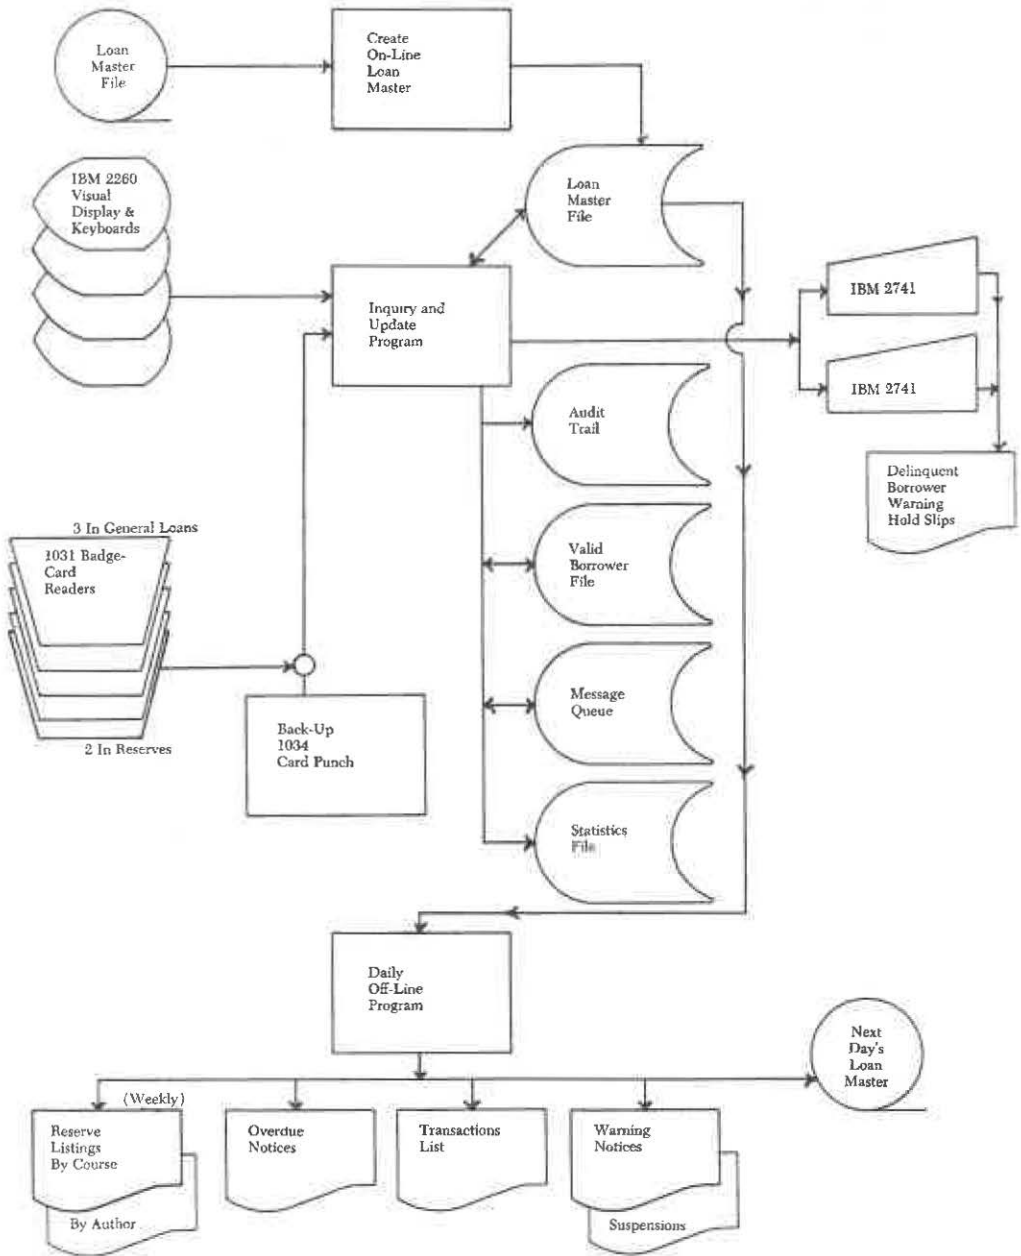 Loan
Master
File
Create
On-Line
Loan
Master
IBM 2260
Visual
Display &
Keyboards
Loan
Master
File
Inquiry and
Update
Program
IBM 2741
IBM 2741
Audit
Trail
Delinquent
Borrower
Warning
Hold Slips
3 In General Loans
1031 Badge-
Card
Readers
2 In Reserves
Valid
Borrower
File
Back-Up
1034
Card Punch
Message
Queue
Statistics
File
Daily
Off-Line
Program
Next
Day's
Loan
Master
(Weekly)
Reserve
Listings
By Course
By Author
Overdue
Notices
Transactions
List
Warning
Notices
Suspensions